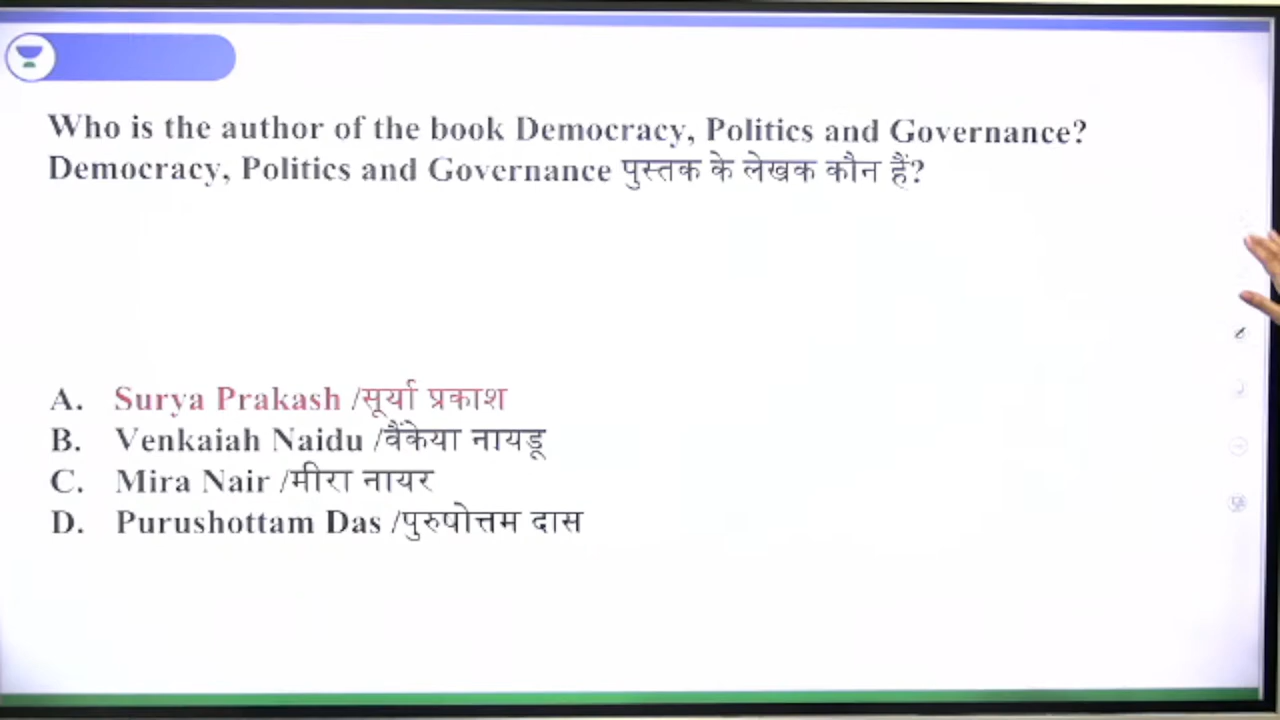 Who is the author of the book Democracy, Politics and Governance?
Democracy, Politics and Governance पुस्तक के लेखक कौन हैं?
A. Surya Prakash /सूर्या प्रकाश
B. Venkaiah Naidu /वैंकेया नायडू
C. Mira Nair /मीरा नायर
D. Purushottam Das /पुरुषोत्तम दास